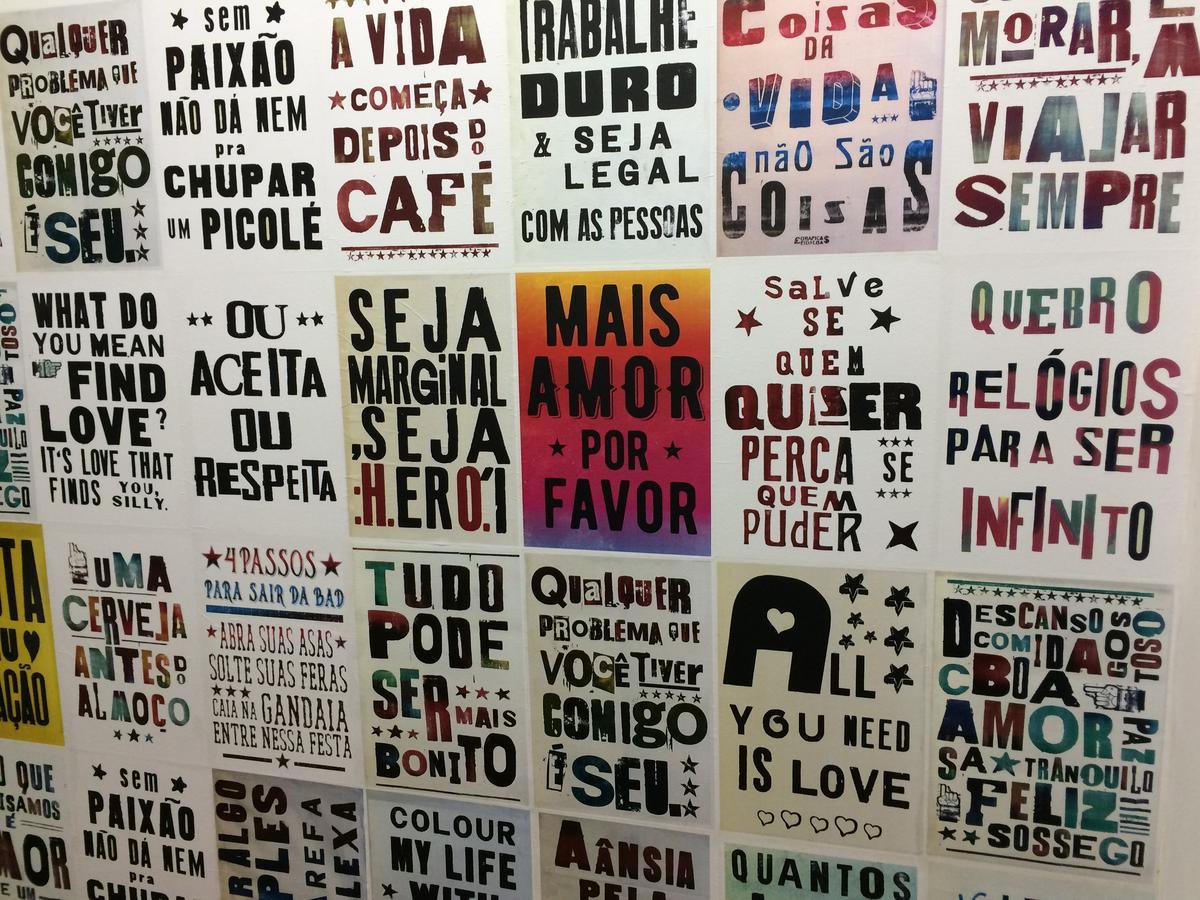 Qualquer
PROBLEMA QUE
VOCÊ Tiver
COMIGO
É SEU.
sem
PAIXÃO
NÃO DÁ NEM
pra
CHUPAR
UM PICOLÉ
A VIDA
COMEÇA
DEPOIS DO
CAFÉ
TRABALHE
DURO
& SEJA
LEGAL
COM AS PESSOAS
Coisas
DA
VIDA
não São
COisAS
MORAR,
VIAJAR
SEMPRE
WHAT DO
YOU MEAN
FIND
LOVE?
IT'S LOVE THAT
FINDS YOU,
SILLY.
OU
ACEITA
OU
RESPEITA
SEJA
MARGiNAL
,SEJA
.HERÓ'I
MAIS
AMOR
POR
FAVOR
SaLve
SE
QUEM
QUiSER
PERCA
SE
QUEM
PUdER
QUEBRO
RELÓGIOS
PARA SER
INFINITO
UMA
CERVEJA
ANTES DO
ALMOÇO
4 PASSOS
PARA SAIR DA BAD
ABRA SUAS ASAS
SOLTE SUAS FERAS
CAIA NA GANDAIA
ENTRE NESSA FESTA
TUDO
PODE
SER MAIS
BONITO
Qualquer
PROBLEMA QUE
VOCÊ Tiver
COMIGO
É SEU.
ALL
YOU NEED
IS LOVE
DESCANSO
COMIDA
BOA
AMOR
PAZ
TRANQUILO
FELIZ
SOSSEGO
O QUE
sem
PAIXÃO
NÃO DÁ NEM
pra
COLOUR
MY LIFE
WITH
AÂNSIA
PELA
QUANTOS